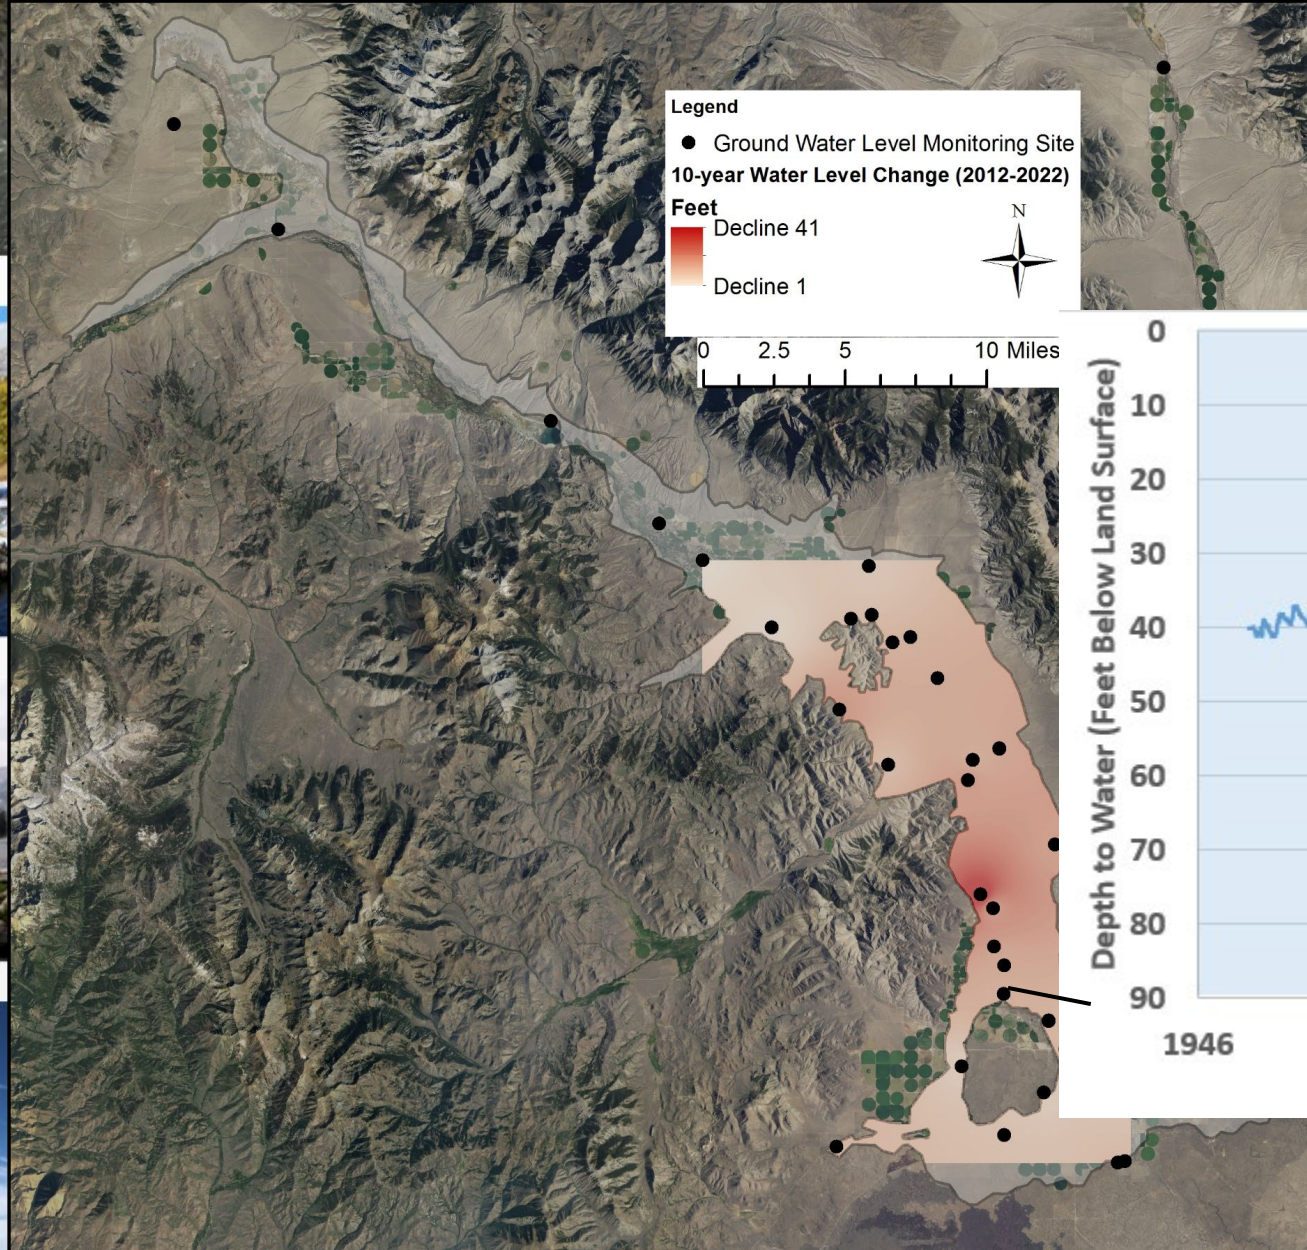 Legend
Ground Water Level Monitoring Site
10-year Water Level Change (2012-2022)
Feet
Decline 41
Decline 1
N
0 2.5 5 10 Miles
Depth to Water (Feet Below Land Surface)
0
10
20
30
40
50
60
70
80
90
1946